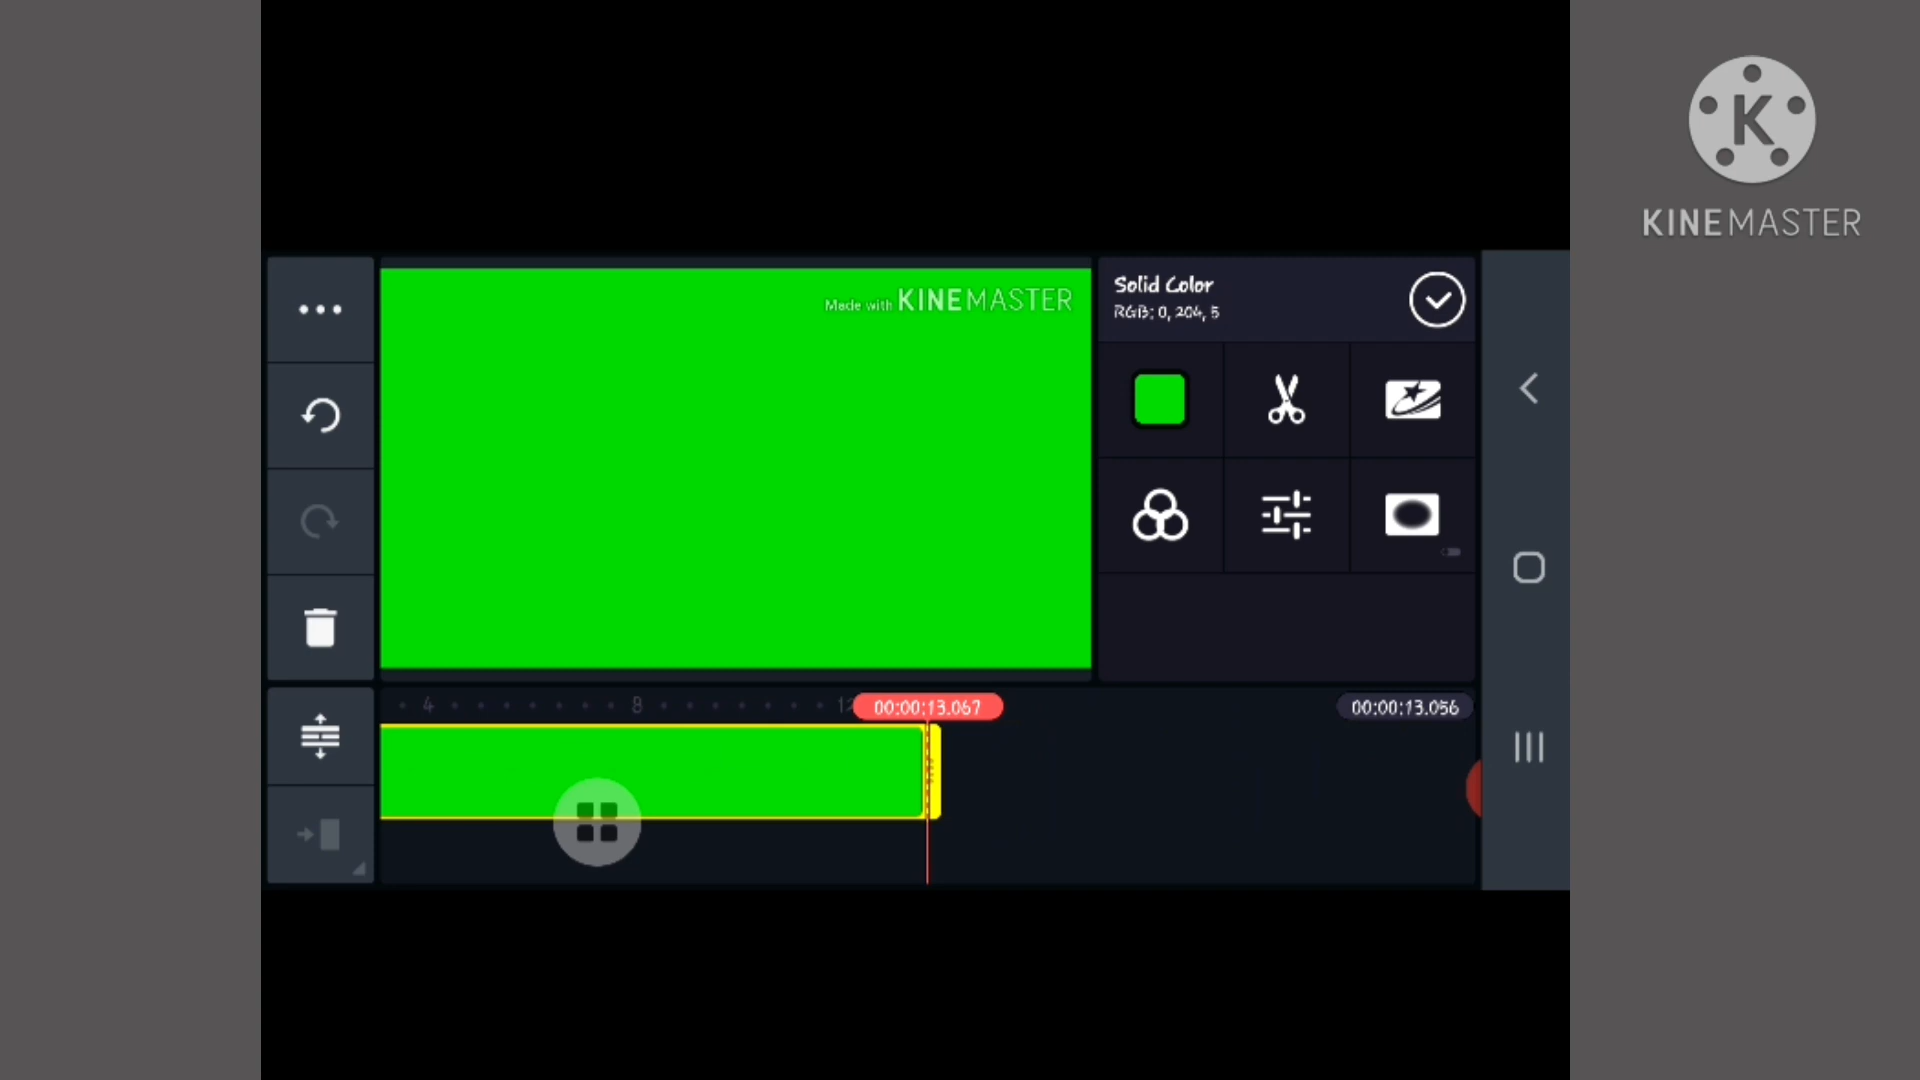 K
KINEMASTER
Made with KINEMASTER
Solid Color
RGB: 0, 204, 5
4 8 12
00:00:13.067
00:00:13.056